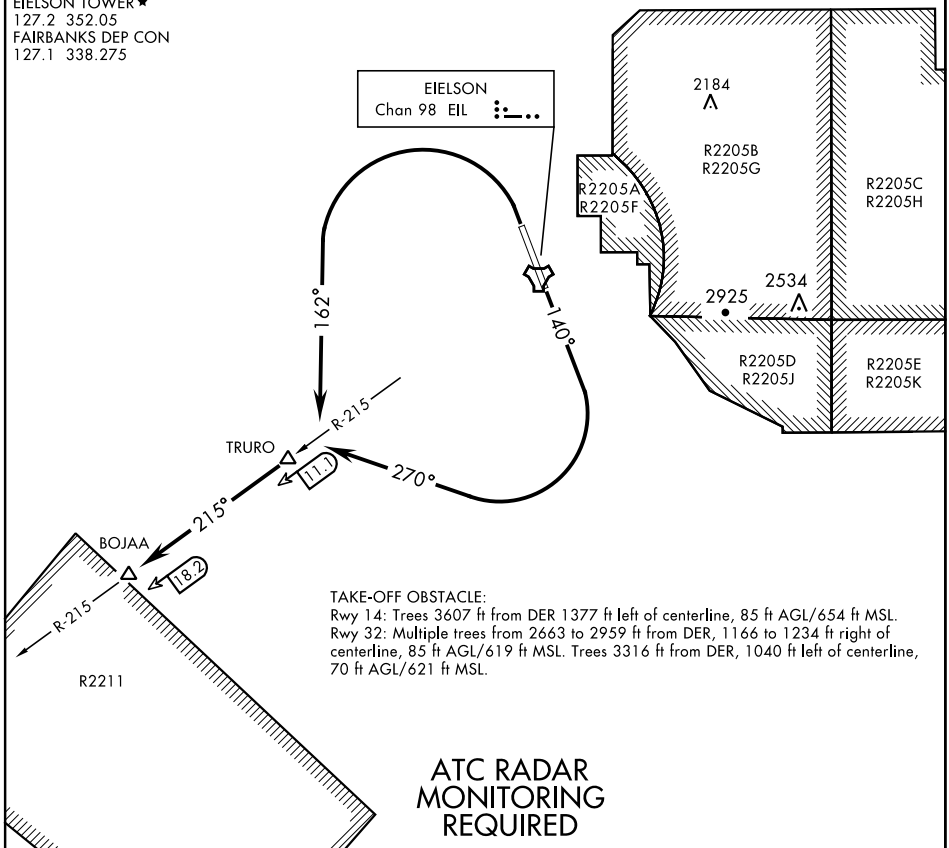 EIELSON TOWER★
127.2 352.05
FAIRBANKS DEP CON
127.1 338.275
EIELSON
Chan 98 EIL
2184
R2205B
R2205G
R2205A
R2205F
R2205C
R2205H
2925
2534
R2205D
R2205J
R2205E
R2205K
162°
140°
R-215
TRURO
11.1
270°
215°
BOJAA
18.2
R-215
R2211
TAKE-OFF OBSTACLE:
Rwy 14: Trees 3607 ft from DER 1377 ft left of centerline, 85 ft AGL/654 ft MSL.
Rwy 32: Multiple trees from 2663 to 2959 ft from DER, 1166 to 1234 ft right of
centerline, 85 ft AGL/619 ft MSL. Trees 3316 ft from DER, 1040 ft left of centerline,
70 ft AGL/621 ft MSL.
ATC RADAR
MONITORING
REQUIRED